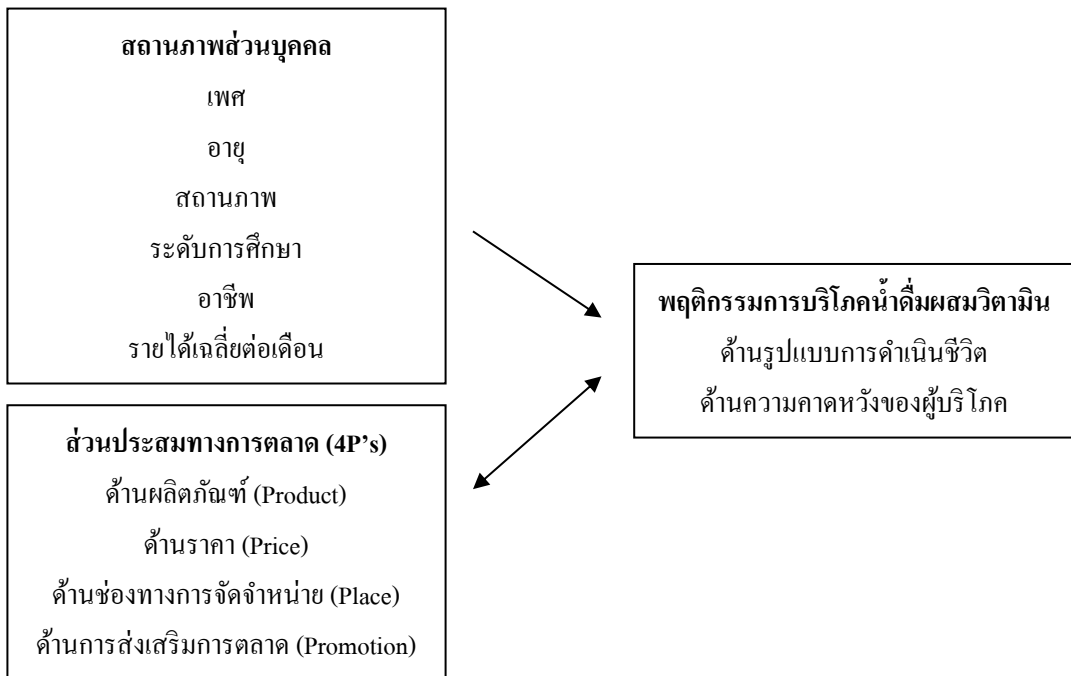 สถานภาพส่วนบุคคล
เพศ
อายุ
สถานภาพ
ระดับการศึกษา
อาชีพ
รายได้เฉลี่ยต่อเดือน
ส่วนประสมทางการตลาด (4P’s)
ด้านผลิตภัณฑ์ (Product)
ด้านราคา (Price)
ด้านช่องทางการจัดจำหน่าย (Place)
ด้านการส่งเสริมการตลาด (Promotion)
พฤติกรรมการบริโภคน้ำดื่มผสมวิตามิน
ด้านรูปแบบการดำเนินชีวิต
ด้านความคาดหวังของผู้บริโภค